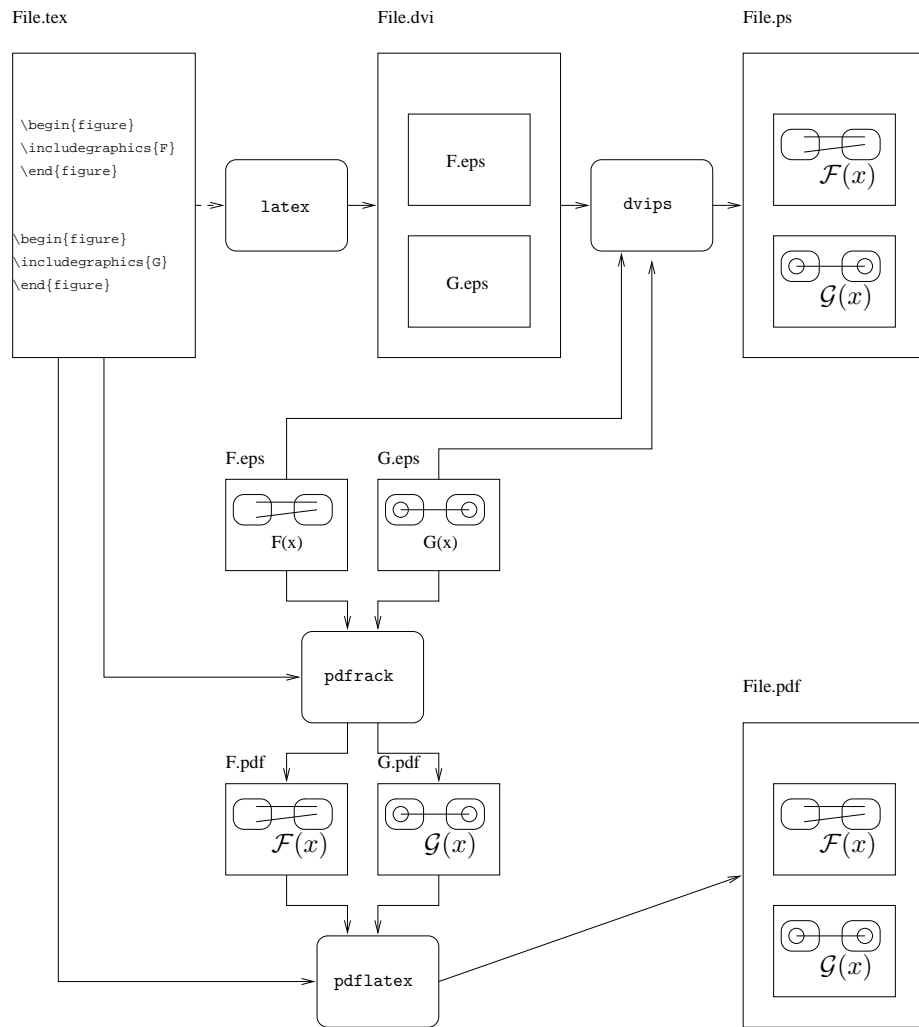 File.tex
File.dvi
File.ps
\begin{figure}
\includegraphics{F}
\end{figure}
\begin{figure}
\includegraphics{G}
\end{figure}
latex
F.eps
G.eps
dvips
ℱ(x)
𝒢(x)
F.eps
G.eps
F(x)
G(x)
pdfrack
File.pdf
F.pdf
G.pdf
ℱ(x)
𝒢(x)
ℱ(x)
𝒢(x)
pdflatex